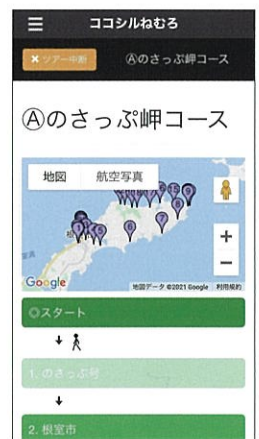 ココシルねむろ
× ツアー中断
Ⓐのさっぷ岬コース
Ⓐのさっぷ岬コース
地図
航空写真
Google
地図データ ©2021 Google
利用規約
◎スタート
1. のさっぷ号
2. 根室市